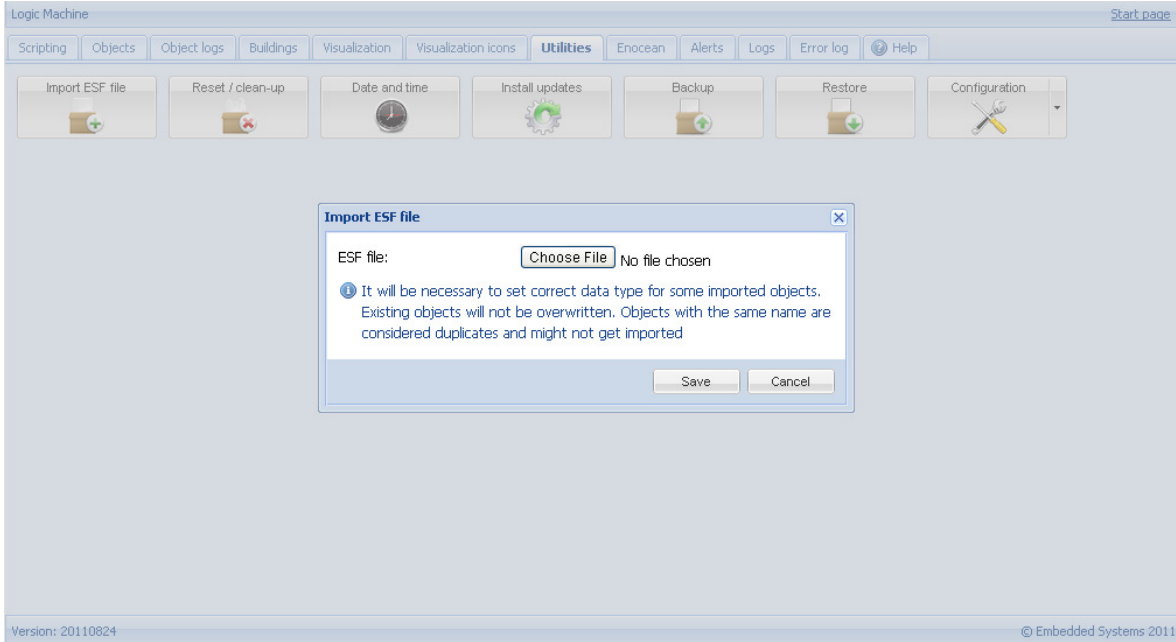 Logic Machine Start page
Scripting Objects Object logs Buildings Visualization Visualization icons Utilities Enocean Alerts Logs Error log Help
Import ESF file Reset / clean-up Date and time Install updates Backup Restore Configuration
Import ESF file
ESF file: Choose File No file chosen
It will be necessary to set correct data type for some imported objects.
Existing objects will not be overwritten. Objects with the same name are
considered duplicates and might not get imported
Save Cancel
Version: 20110824 © Embedded Systems 2011